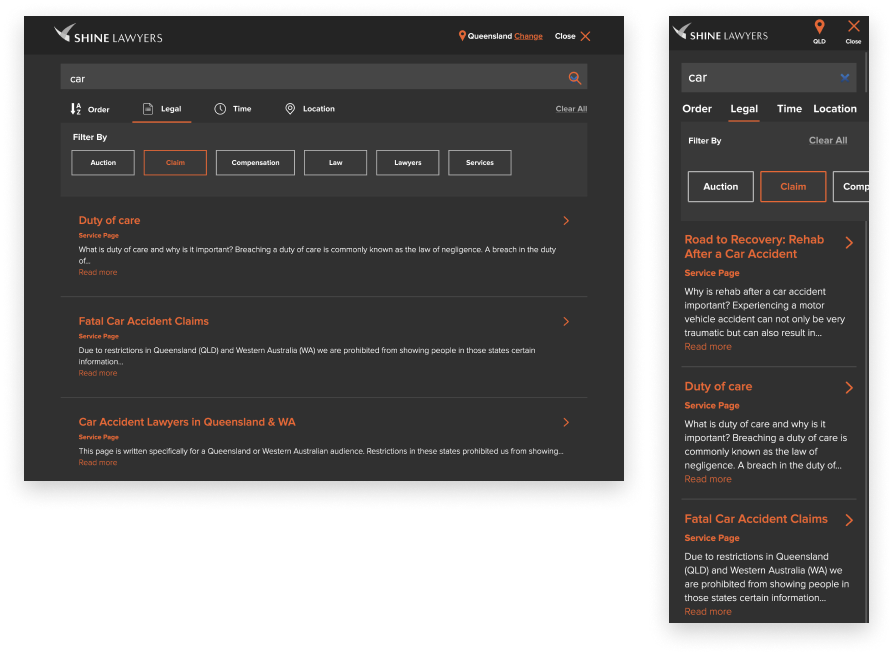 SHINE LAWYERS
Queensland Change Close
car
Order Legal Time Location Clear All
Filter By
Auction Claim Compensation Law Lawyers Services
Duty of care
Service Page
What is duty of care and why is it important? Breaching a duty of care is commonly known as the law of negligence. A breach in the duty
of...
Read more
Fatal Car Accident Claims
Service Page
Due to restrictions in Queensland (QLD) and Western Australia (WA) we are prohibited from showing people in those states certain
information...
Read more
Car Accident Lawyers in Queensland & WA
Service Page
This page is written specifically for a Queensland or Western Australian audience. Restrictions in these states prohibited us from showing...
Read more
SHINE LAWYERS
QLD Close
car
Order Legal Time Location
Filter By Clear All
Auction Claim Comp
Road to Recovery: Rehab
After a Car Accident
Service Page
Why is rehab after a car accident
important? Experiencing a motor
vehicle accident can not only be very
traumatic but can also result in...
Read more
Duty of care
Service Page
What is duty of care and why is it
important? Breaching a duty of care is
commonly known as the law of
negligence. A breach in the duty of...
Read more
Fatal Car Accident Claims
Service Page
Due to restrictions in Queensland
(QLD) and Western Australia (WA) we
are prohibited from showing people in
those states certain information...
Read more